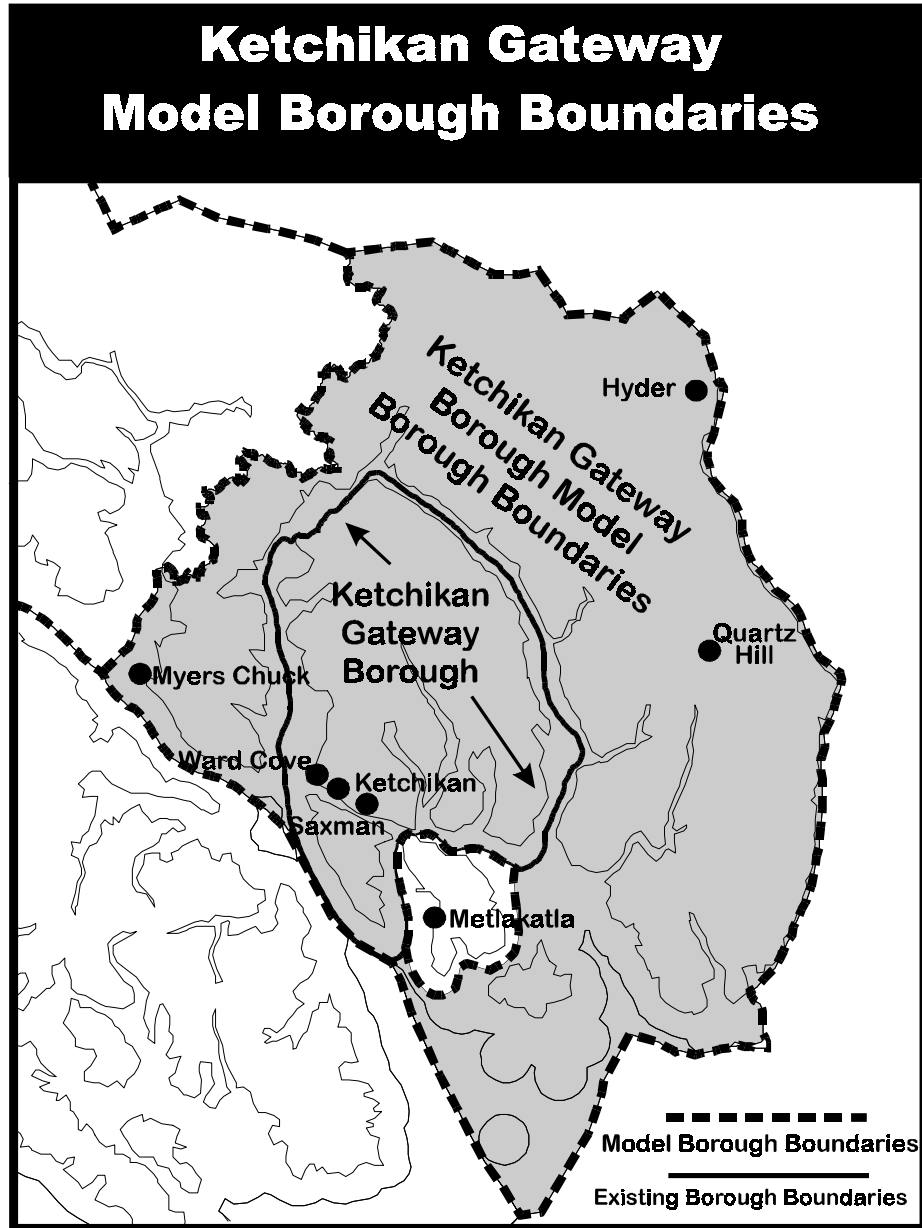 Ketchikan Gateway
Model Borough Boundaries
Hyder
Ketchikan Gateway
Borough Model
Borough Boundaries
Ketchikan
Gateway
Borough
Quartz
Hill
Myers Chuck
Ward Cove
Ketchikan
Saxman
Metlakatla
Model Borough Boundaries
Existing Borough Boundaries